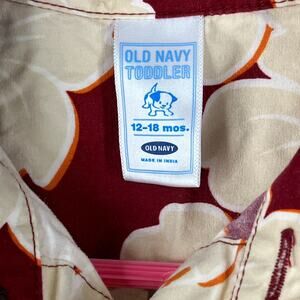 OLD NAVY
TODDLER
12-18 mos.
OLD NAVY
MADE IN INDIA